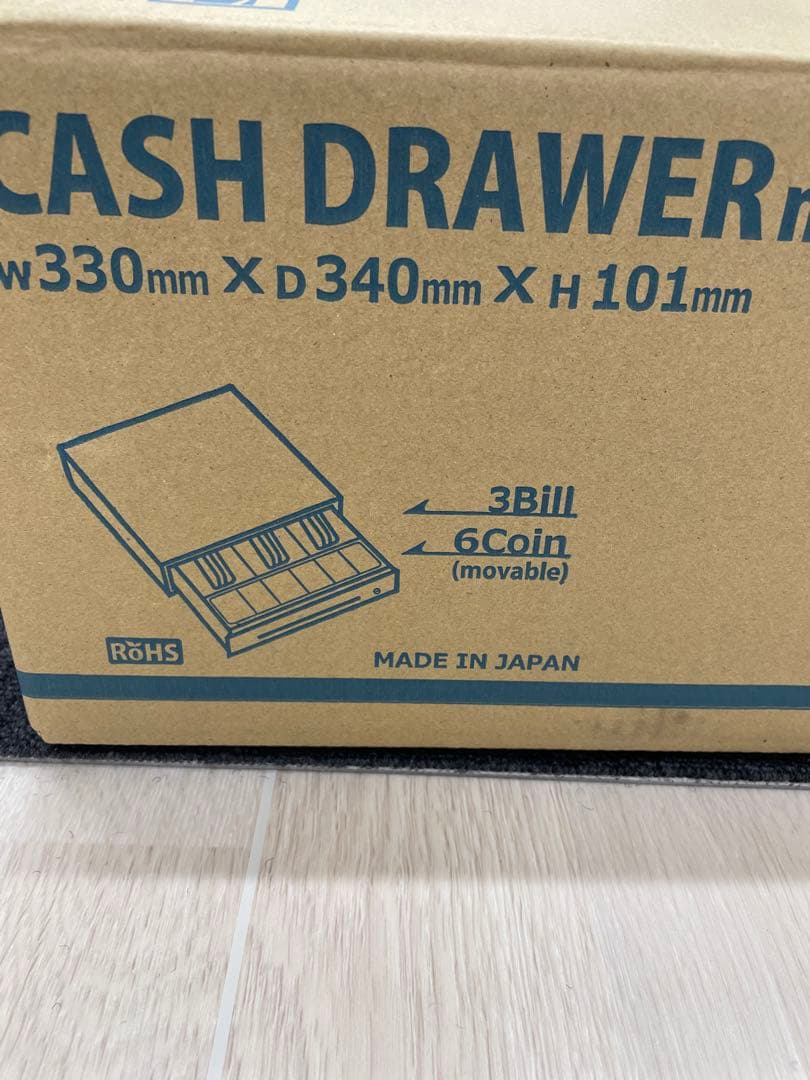 CASH DRAWER
W330mm X D340mm X H101mm
3Bill
6Coin
(movable)
RoHS
MADE IN JAPAN